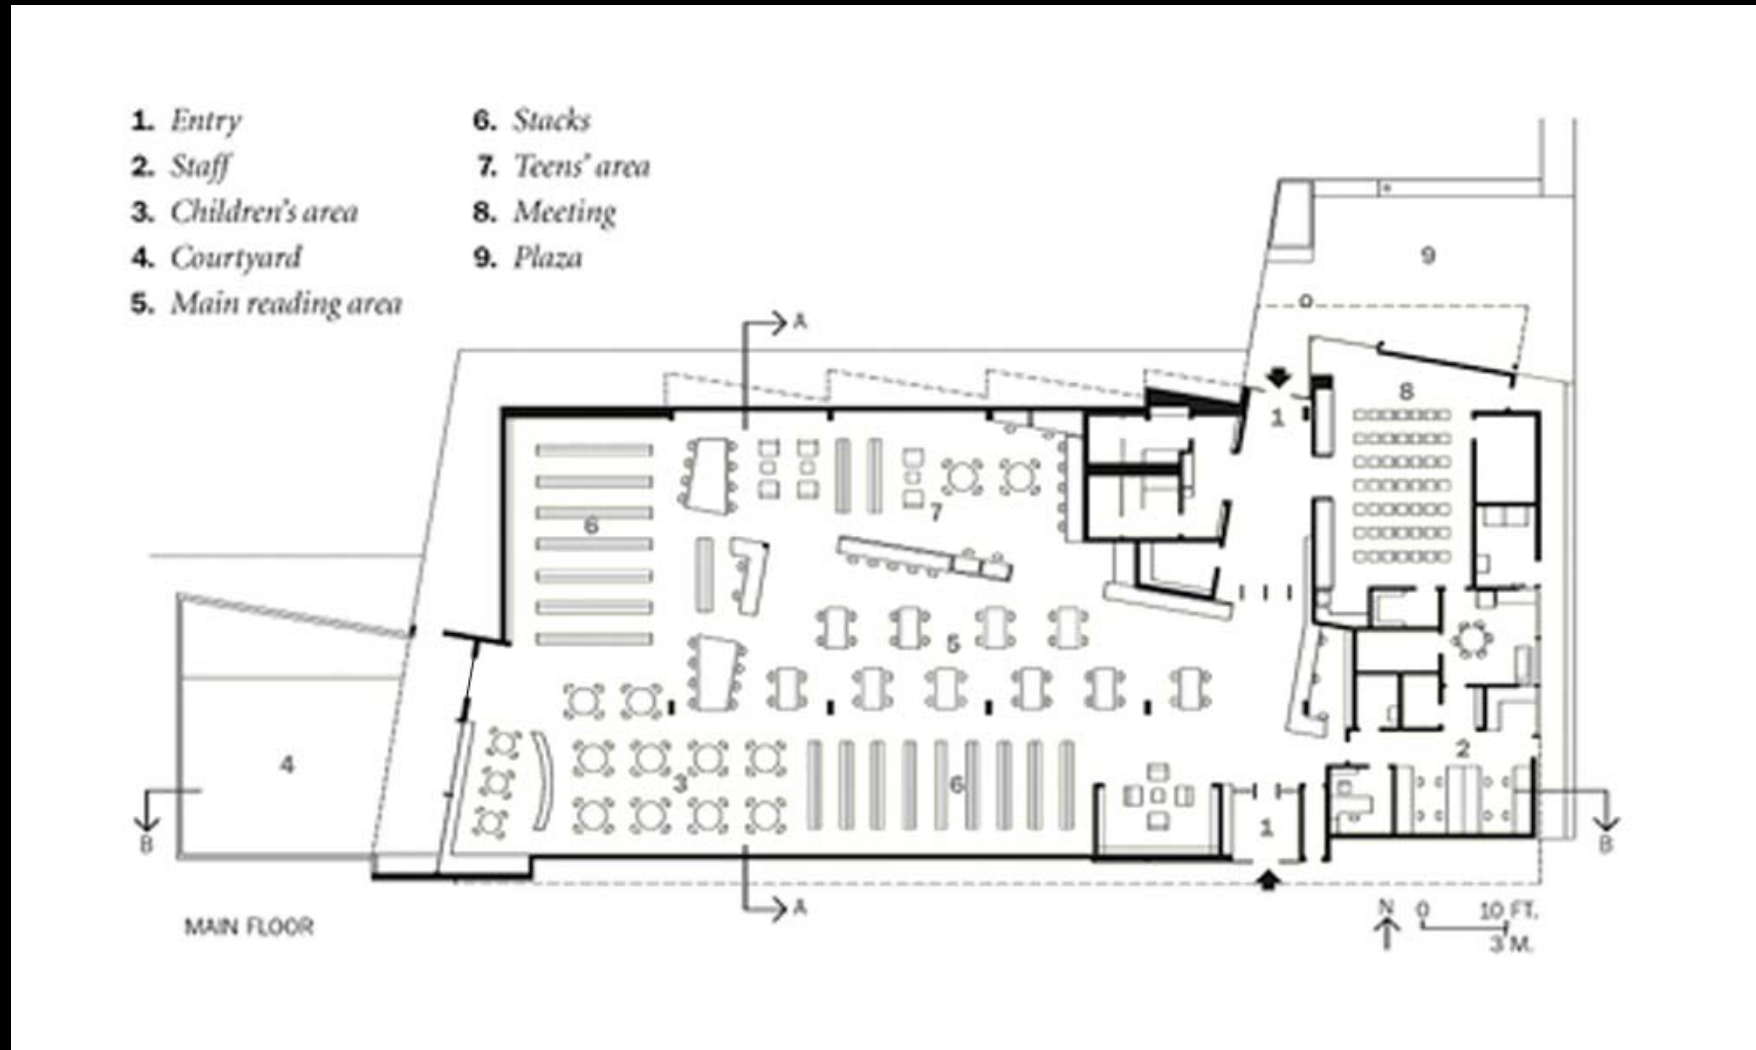 1. Entry
2. Staff
3. Children's area
4. Courtyard
5. Main reading area
6. Stacks
7. Teens' area
8. Meeting
9. Plaza
A
9
8
1
6
7
5
4
3
6
2
1
B
B
A
MAIN FLOOR
N 0 10 FT.
3 M.